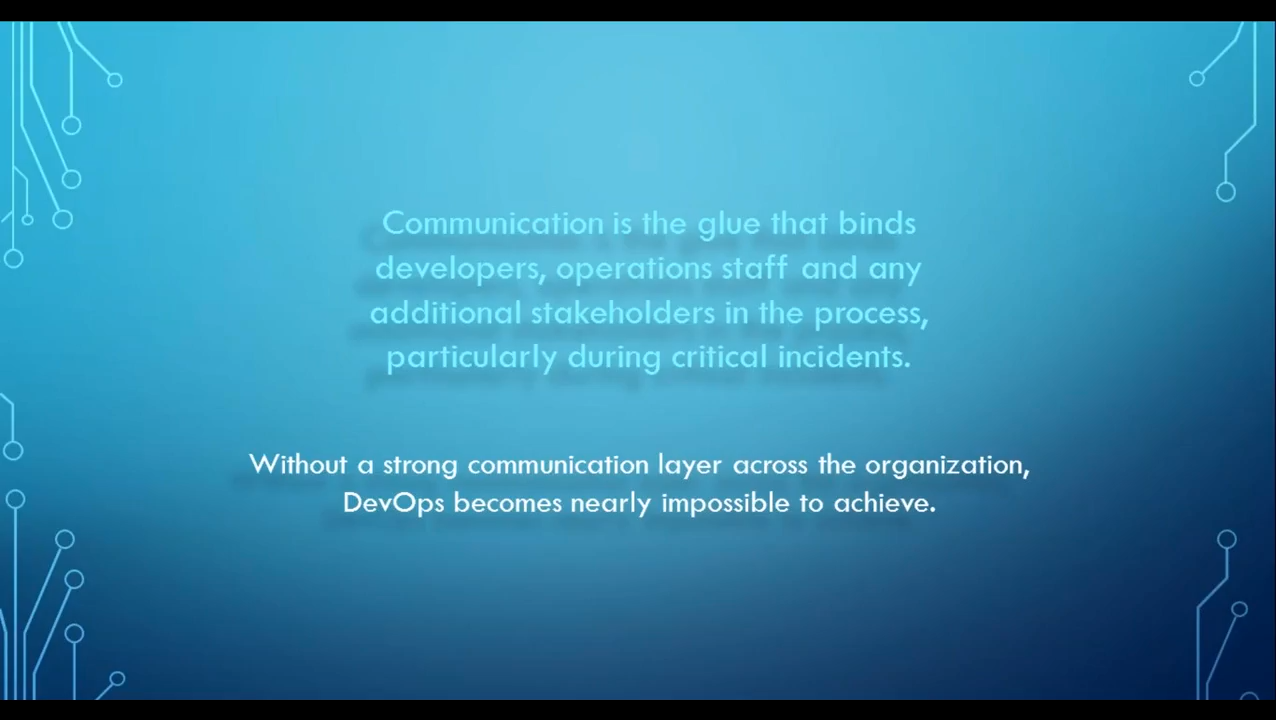 Communication is the glue that binds
developers, operations staff and any
additional stakeholders in the process,
particularly during critical incidents.
Without a strong communication layer across the organization,
DevOps becomes nearly impossible to achieve.